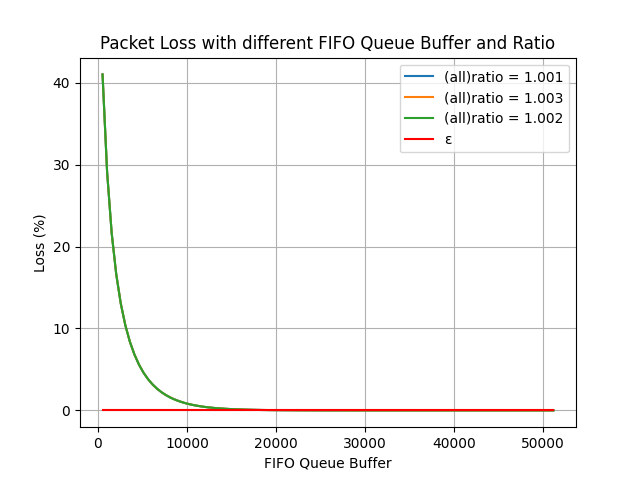 Packet Loss with different FIFO Queue Buffer and Ratio
(all)ratio = 1.001
(all)ratio = 1.003
(all)ratio = 1.002
ε
Loss (%)
40
30
20
10
0
0 10000 20000 30000 40000 50000
FIFO Queue Buffer